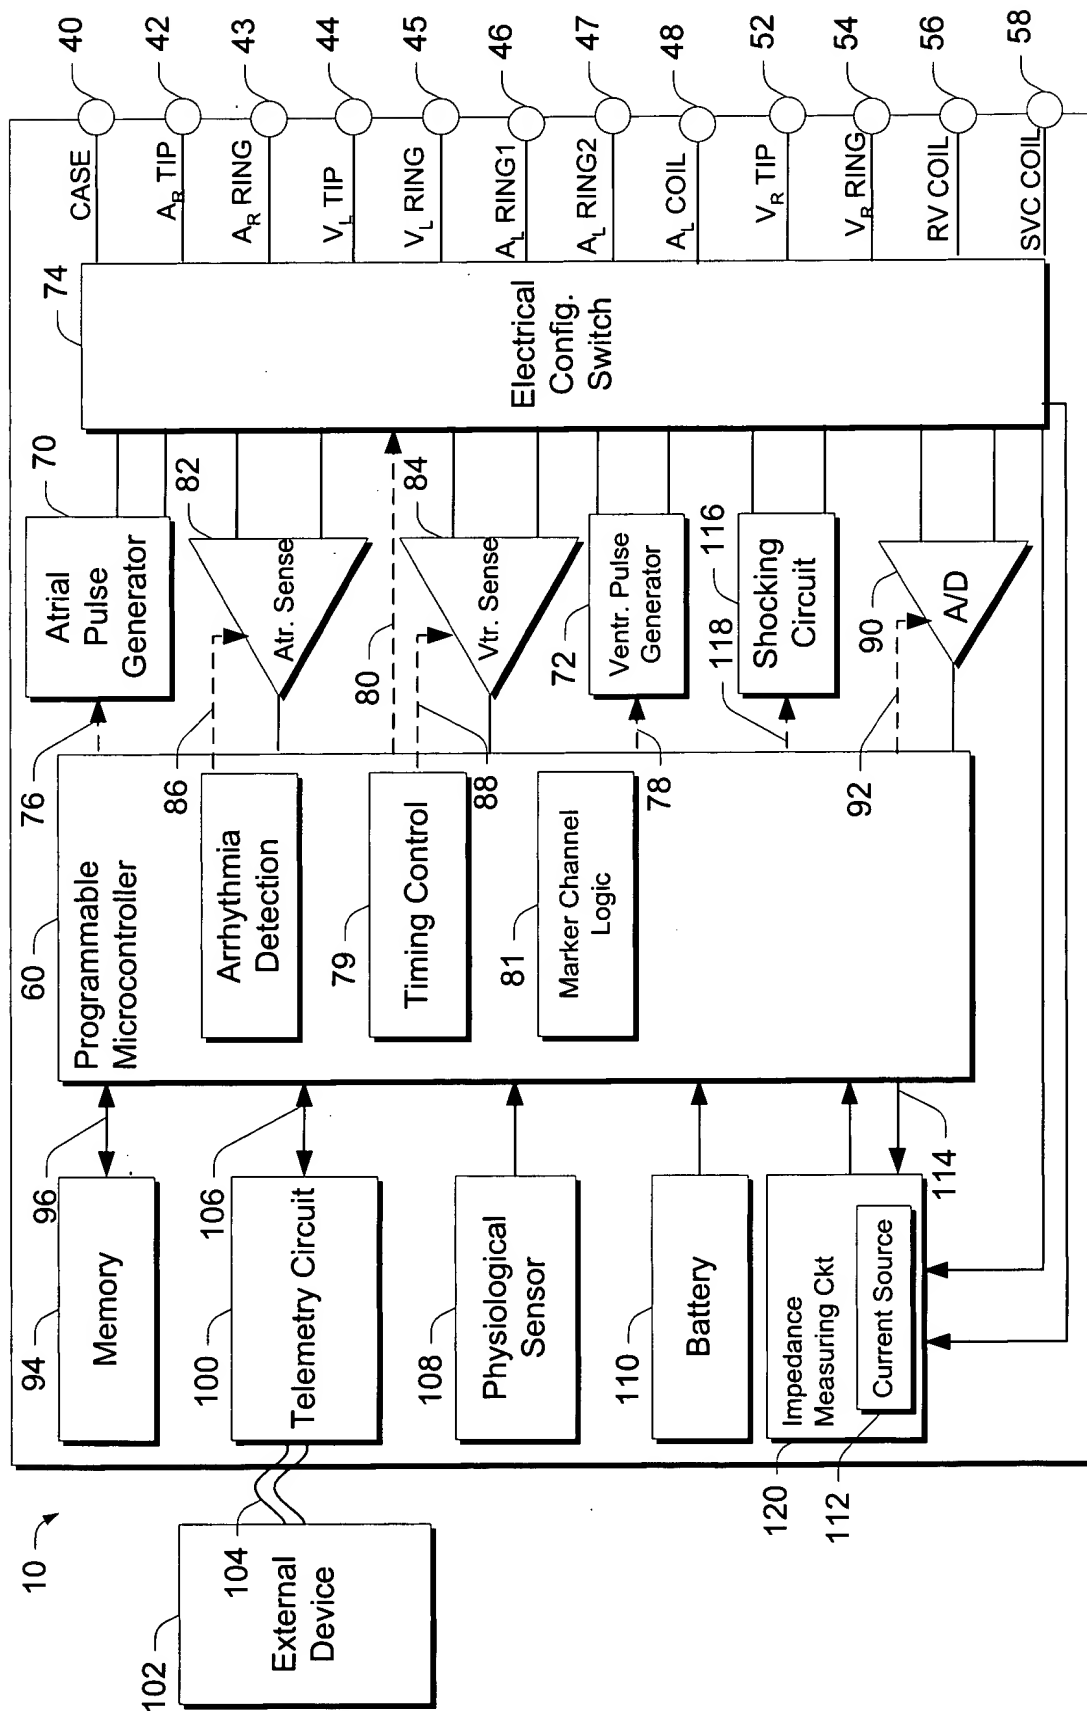 10
102
External
Device
104
94
Memory
96
100
Telemetry Circuit
106
108
Physiological
Sensor
110
Battery
120
Impedance
Measuring Ckt
Current Source
112
114
60
Programmable
Microcontroller
Arrhythmia
Detection
79
Timing Control
81
Marker Channel
Logic
76
86
80
88
78
118
92
70
Atrial
Pulse
Generator
82
Atr. Sense
84
Vtr. Sense
72
Ventr. Pulse
Generator
116
Shocking
Circuit
90
A/D
74
Electrical
Config.
Switch
CASE
40
A_R TIP
42
A_R RING
43
V_L TIP
44
V_L RING
45
A_L RING1
46
A_L RING2
47
A_L COIL
48
V_R TIP
52
V_R RING
54
RV COIL
56
SVC COIL
58